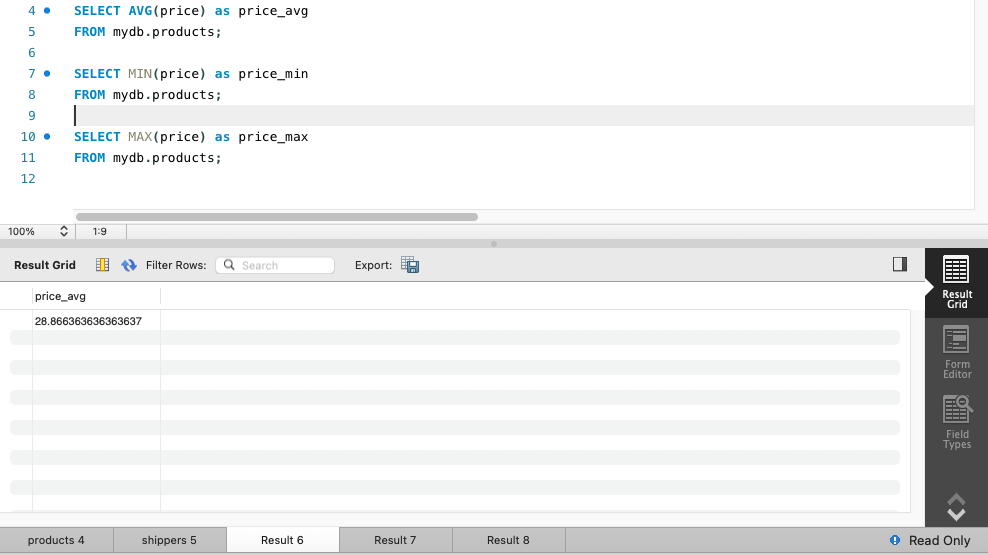 4 SELECT AVG(price) as price_avg
5 FROM mydb.products;
6
7 SELECT MIN(price) as price_min
8 FROM mydb.products;
9
10 SELECT MAX(price) as price_max
11 FROM mydb.products;
12
100% 1:9
Result Grid Filter Rows: Search Export:
price_avg
28.866363636363637
Result
Grid
Form
Editor
Field
Types
products 4 shippers 5 Result 6 Result 7 Result 8 Read Only